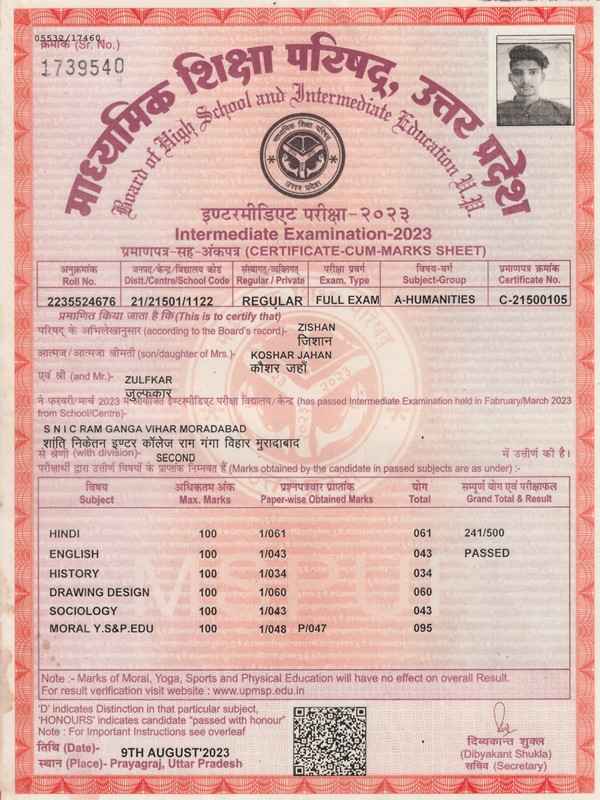 05532/17460
क्रमांक (Sr. No.)
1739540
माध्यमिक शिक्षा परिषद्, उत्तर प्रदेश
Board of High School and Intermediate Education U.P.
माध्यमिक शिक्षा परिषद्
उत्तर प्रदेश
इण्टरमीडिएट परीक्षा-२०२३
Intermediate Examination-2023
प्रमाणपत्र-सह-अंकपत्र (CERTIFICATE-CUM-MARKS SHEET)
अनुक्रमांक जनपद/केन्द्र/विद्यालय कोड संस्थागत/व्यक्तिगत परीक्षा प्रवर्ग विषय-वर्ग प्रमाणपत्र क्रमांक
Roll No. Distt./Centre/School Code Regular / Private Exam. Type Subject-Group Certificate No.
2235524676 21/21501/1122 REGULAR FULL EXAM A-HUMANITIES C-21500105
प्रमाणित किया जाता है कि (This is to certify that)
परिषद् के अभिलेखानुसार (according to the Board's record)- ZISHAN
जिशान
आत्मज/आत्मजा श्रीमती (son/daughter of Mrs.)- KOSHAR JAHAN
कौशर जहाँ
एवं श्री (and Mr.)- ZULFKAR
जुल्फकार
ने फरवरी/मार्च 2023 में आयोजित इण्टरमीडिएट परीक्षा विद्यालय/केन्द्र (has passed Intermediate Examination held in Fabruary/March 2023
from School/Centre)-
S N I C RAM GANGA VIHAR MORADABAD
शांति निकेतन इण्टर कॉलेज राम गंगा विहार मुरादाबाद
से श्रेणी (with division)- SECOND में उत्तीर्ण की है।
परीक्षार्थी द्वारा उत्तीर्ण विषयों के प्राप्तांक निम्नवत हैं (Marks obtained by the candidate in passed subjects are as under) :-
विषय अधिकतम अंक प्रश्नपत्रवार प्राप्तांक योग सम्पूर्ण योग एवं परीक्षाफल
Subject Max. Marks Paper-wise Obtained Marks Total Grand Total & Result
HINDI 100 1/061 061 241/500
ENGLISH 100 1/043 043 PASSED
HISTORY 100 1/034 034
DRAWING DESIGN 100 1/060 060
SOCIOLOGY 100 1/043 043
MORAL Y.S&P.EDU 100 1/048 P/047 095
MSPUP
Note :- Marks of Moral, Yoga, Sports and Physical Education will have no effect on overall Result.
For result verification visit website : www.upmsp.edu.in
'D' indicates Distinction in that particular subject,
'HONOURS' indicates candidate "passed with honour"
Note : For Important Instructions see overleaf
तिथि (Date)- 9TH AUGUST'2023
स्थान (Place)- Prayagraj, Uttar Pradesh
दिव्यकान्त शुक्ल
(Dibyakant Shukla)
सचिव (Secretary)